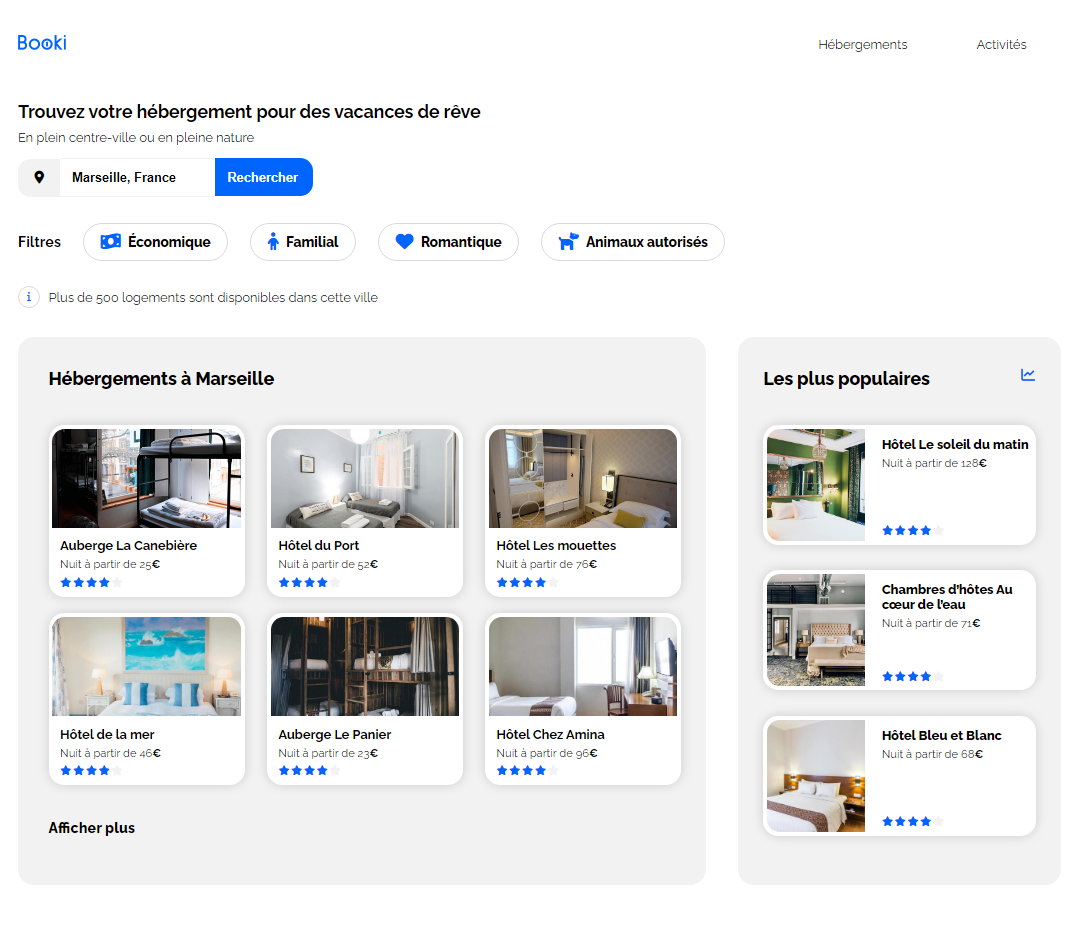 Booki
Hébergements
Activités
Trouvez votre hébergement pour des vacances de rêve
En plein centre-ville ou en pleine nature
Marseille, France
Rechercher
Filtres
Économique
Familial
Romantique
Animaux autorisés
i
Plus de 500 logements sont disponibles dans cette ville
Hébergements à Marseille
Auberge La Canebière
Nuit à partir de 25€
Hôtel du Port
Nuit à partir de 52€
Hôtel Les mouettes
Nuit à partir de 76€
Hôtel de la mer
Nuit à partir de 46€
Auberge Le Panier
Nuit à partir de 23€
Hôtel Chez Amina
Nuit à partir de 96€
Afficher plus
Les plus populaires
Hôtel Le soleil du matin
Nuit à partir de 128€
Chambres d'hôtes Au
cœur de l'eau
Nuit à partir de 71€
Hôtel Bleu et Blanc
Nuit à partir de 68€